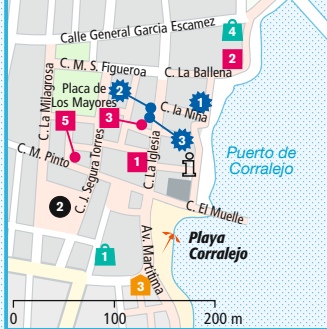 Calle General García Escamez
4
C. M. S. Figueroa
C. La Ballena
2
Plaza de
Los Mayores
2
1
C. la Niña
5
3
3
C. La Milagrosa
C. M. Pinto
C. J. Segura Torres
C. La Iglesia
1
i
Puerto de
Corralejo
2
C. El Muelle
1
Av. Marítima
Playa
Corralejo
3
0
100
200 m